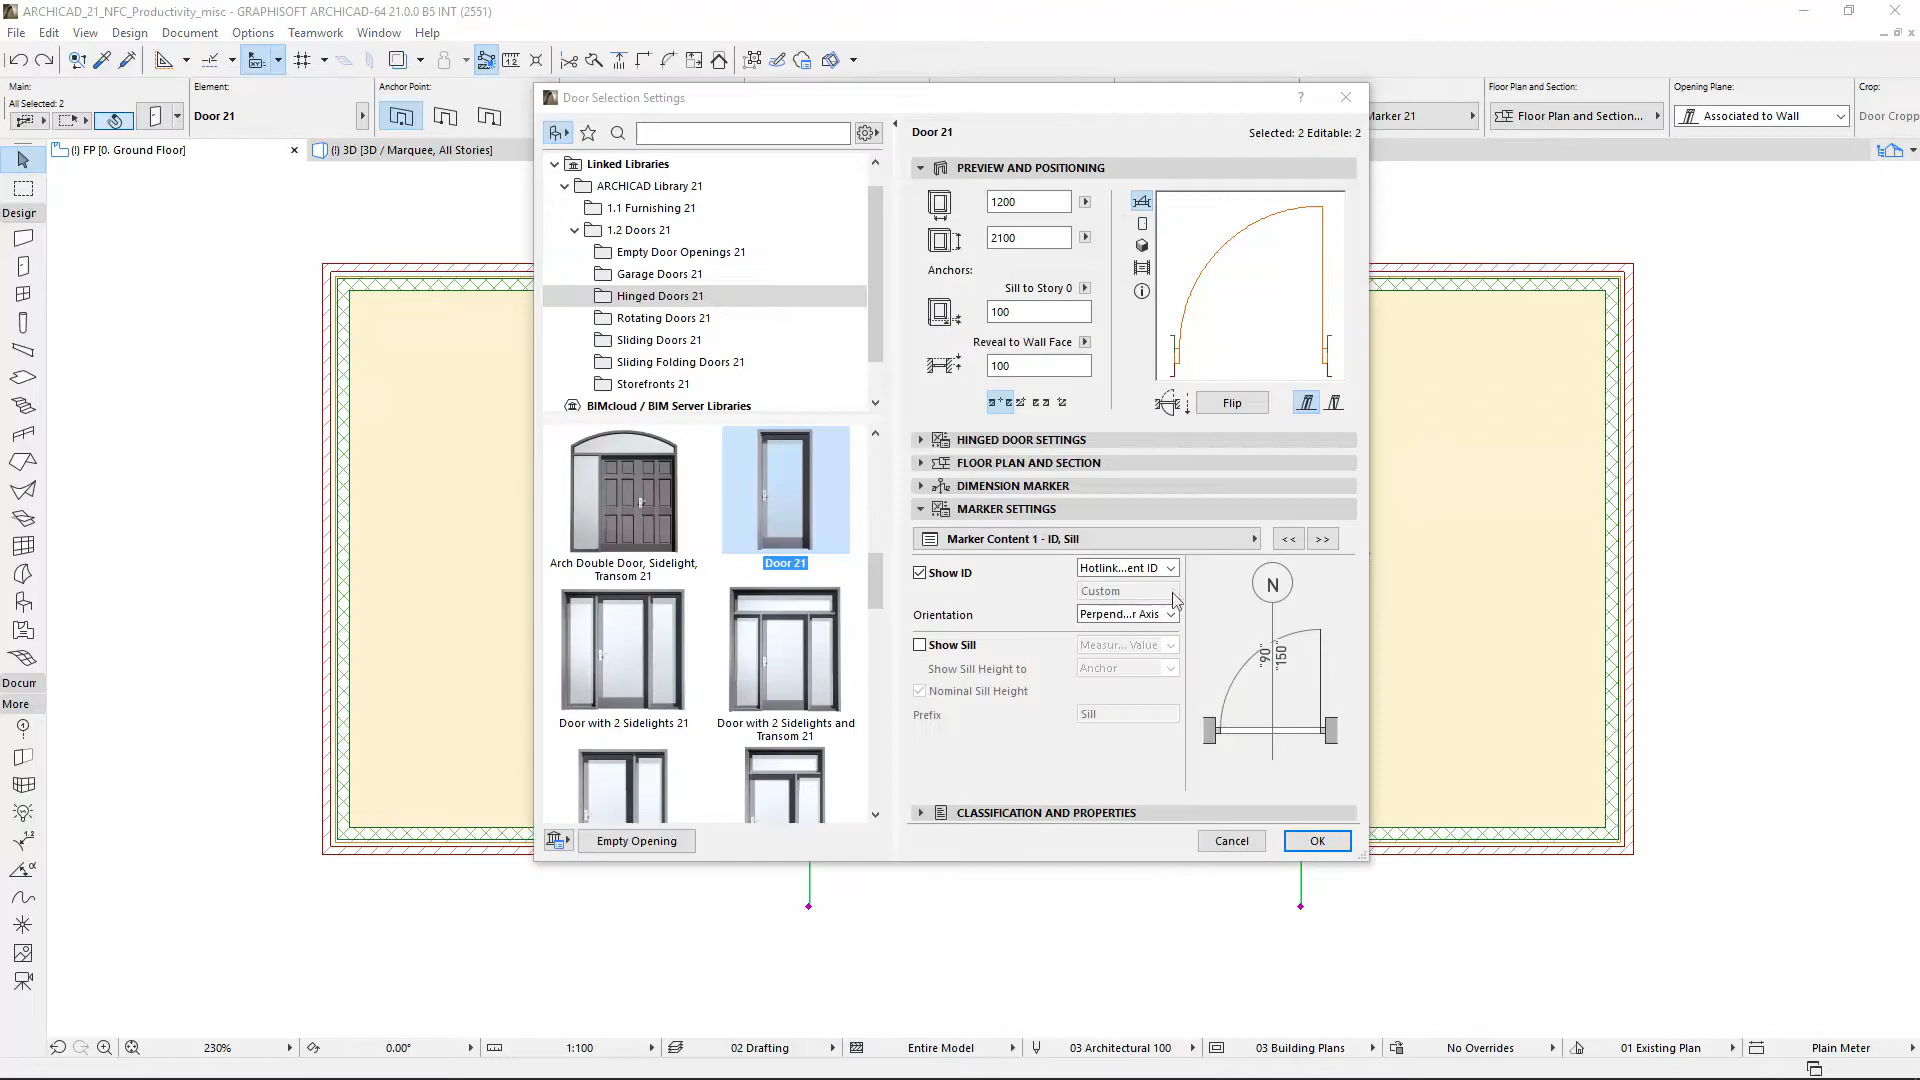 ARCHICAD_21_NFC_Productivity_misc - GRAPHISOFT ARCHICAD-64 21.0.0 B5 INT (2551)
File Edit View Design Document Options Teamwork Window Help
Main:
All Selected: 2
Element:
Door 21
Anchor Point:
Marker 21
Floor Plan and Section:
Floor Plan and Section...
Opening Plane:
Associated to Wall
Crop:
Door Cropp
(!) FP [0. Ground Floor]
(!) 3D [3D / Marquee, All Stories]
Design
Docum
More
Door Selection Settings
?
Linked Libraries
ARCHICAD Library 21
1.1 Furnishing 21
1.2 Doors 21
Empty Door Openings 21
Garage Doors 21
Hinged Doors 21
Rotating Doors 21
Sliding Doors 21
Sliding Folding Doors 21
Storefronts 21
BIMcloud / BIM Server Libraries
Arch Double Door, Sidelight,
Transom 21
Door 21
Door with 2 Sidelights 21
Door with 2 Sidelights and
Transom 21
Empty Opening
Door 21
Selected: 2 Editable: 2
PREVIEW AND POSITIONING
1200
2100
Anchors:
Sill to Story 0
100
Reveal to Wall Face
100
Flip
HINGED DOOR SETTINGS
FLOOR PLAN AND SECTION
DIMENSION MARKER
MARKER SETTINGS
Marker Content 1 - ID, Sill
<< >>
Show ID
Hotlink...ent ID
Custom
Orientation
Perpend...r Axis
Show Sill
Measur... Value
Show Sill Height to
Anchor
Nominal Sill Height
Prefix
Sill
N
"90"
"150"
CLASSIFICATION AND PROPERTIES
Cancel
OK
230%
0.00°
1:100
02 Drafting
Entire Model
03 Architectural 100
03 Building Plans
No Overrides
01 Existing Plan
Plain Meter